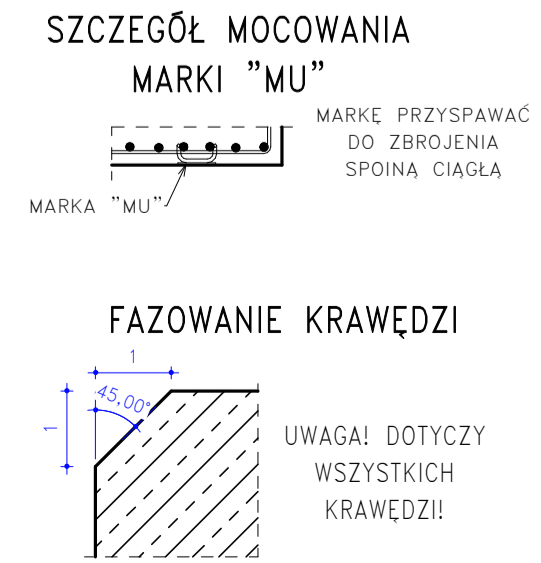 SZCZEGÓŁ MOCOWANIA
MARKI "MU"
MARKĘ PRZYSPAWAĆ
DO ZBROJENIA
SPOINĄ CIĄGŁĄ
MARKA "MU"
FAZOWANIE KRAWĘDZI
1
45,00°
1
UWAGA! DOTYCZY
WSZYSTKICH
KRAWĘDZI!